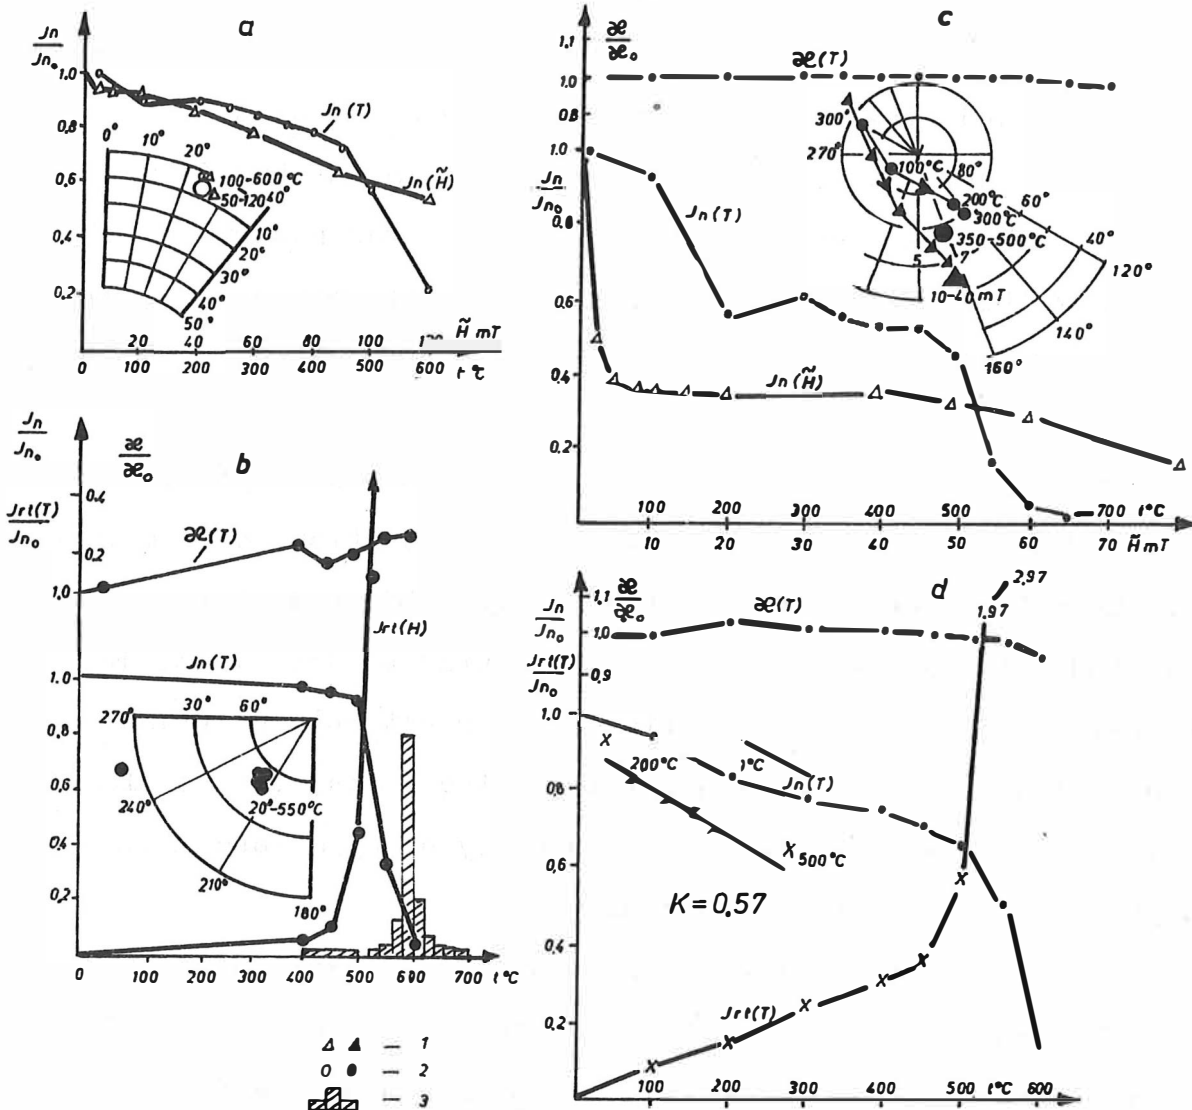 a
Jn
Jn₀
1.0
0,8
0,6
0,4
0,2
Jn (T)
Jn(H̃)
0°
10°
20°
100-600 °C
50-120
40°
10°
20°
30°
40°
50°
20
40
60
80
100
H̃ mT
0
100
200
300
400
500
600
t°C
b
Jn
Jn₀
æ
æ₀
Jrt(T)
Jn₀
0.4
0,2
1.0
æ(T)
Jrt(H)
Jn(T)
1.0
0.8
0,6
0,4
0,2
270°
30°
60°
240°
20°-550°C
210°
180°
0
100
200
300
400
500
600
700
t°C
1
2
3
c
æ
æ₀
1,1
1.0
æ(T)
1.0
Jn
Jn₀
0.8
0,6
0.4
0.2
Jn(T)
Jn(H̃)
300°
270°
100°C
80°
200°C
60°
300°C
350-500°C
40°
120°
5
7
10-40 mT
140°
160°
100
200
300
400
500
600
700
t°C
10
20
30
40
50
60
70
H̃ mT
d
1,1
æ
æ₀
Jn
Jn₀
1.0
Jrt(T)
Jn₀
0,9
æ(T)
2,97
1,97
1.0
0,8
0,6
0,4
0,2
200°C
°C
Jn(T)
X 500°C
K=0,57
Jrt(T)
100
200
300
400
500
t°C
600